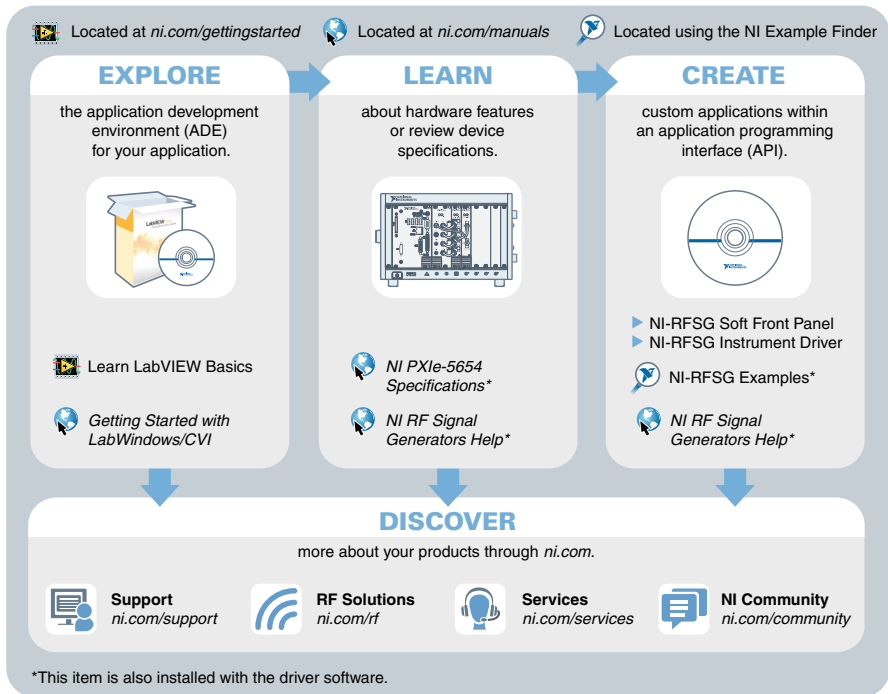 Located at ni.com/gettingstarted
Located at ni.com/manuals
Located using the NI Example Finder
EXPLORE
the application development
environment (ADE)
for your application.
LabVIEW
Learn LabVIEW Basics
Getting Started with
LabWindows/CVI
LEARN
about hardware features
or review device
specifications.
NI PXIe-5654
Specifications*
NI RF Signal
Generators Help*
CREATE
custom applications within
an application programming
interface (API).
NI-RFSG Soft Front Panel
NI-RFSG Instrument Driver
NI-RFSG Examples*
NI RF Signal
Generators Help*
DISCOVER
more about your products through ni.com.
Support
ni.com/support
RF Solutions
ni.com/rf
Services
ni.com/services
NI Community
ni.com/community
*This item is also installed with the driver software.